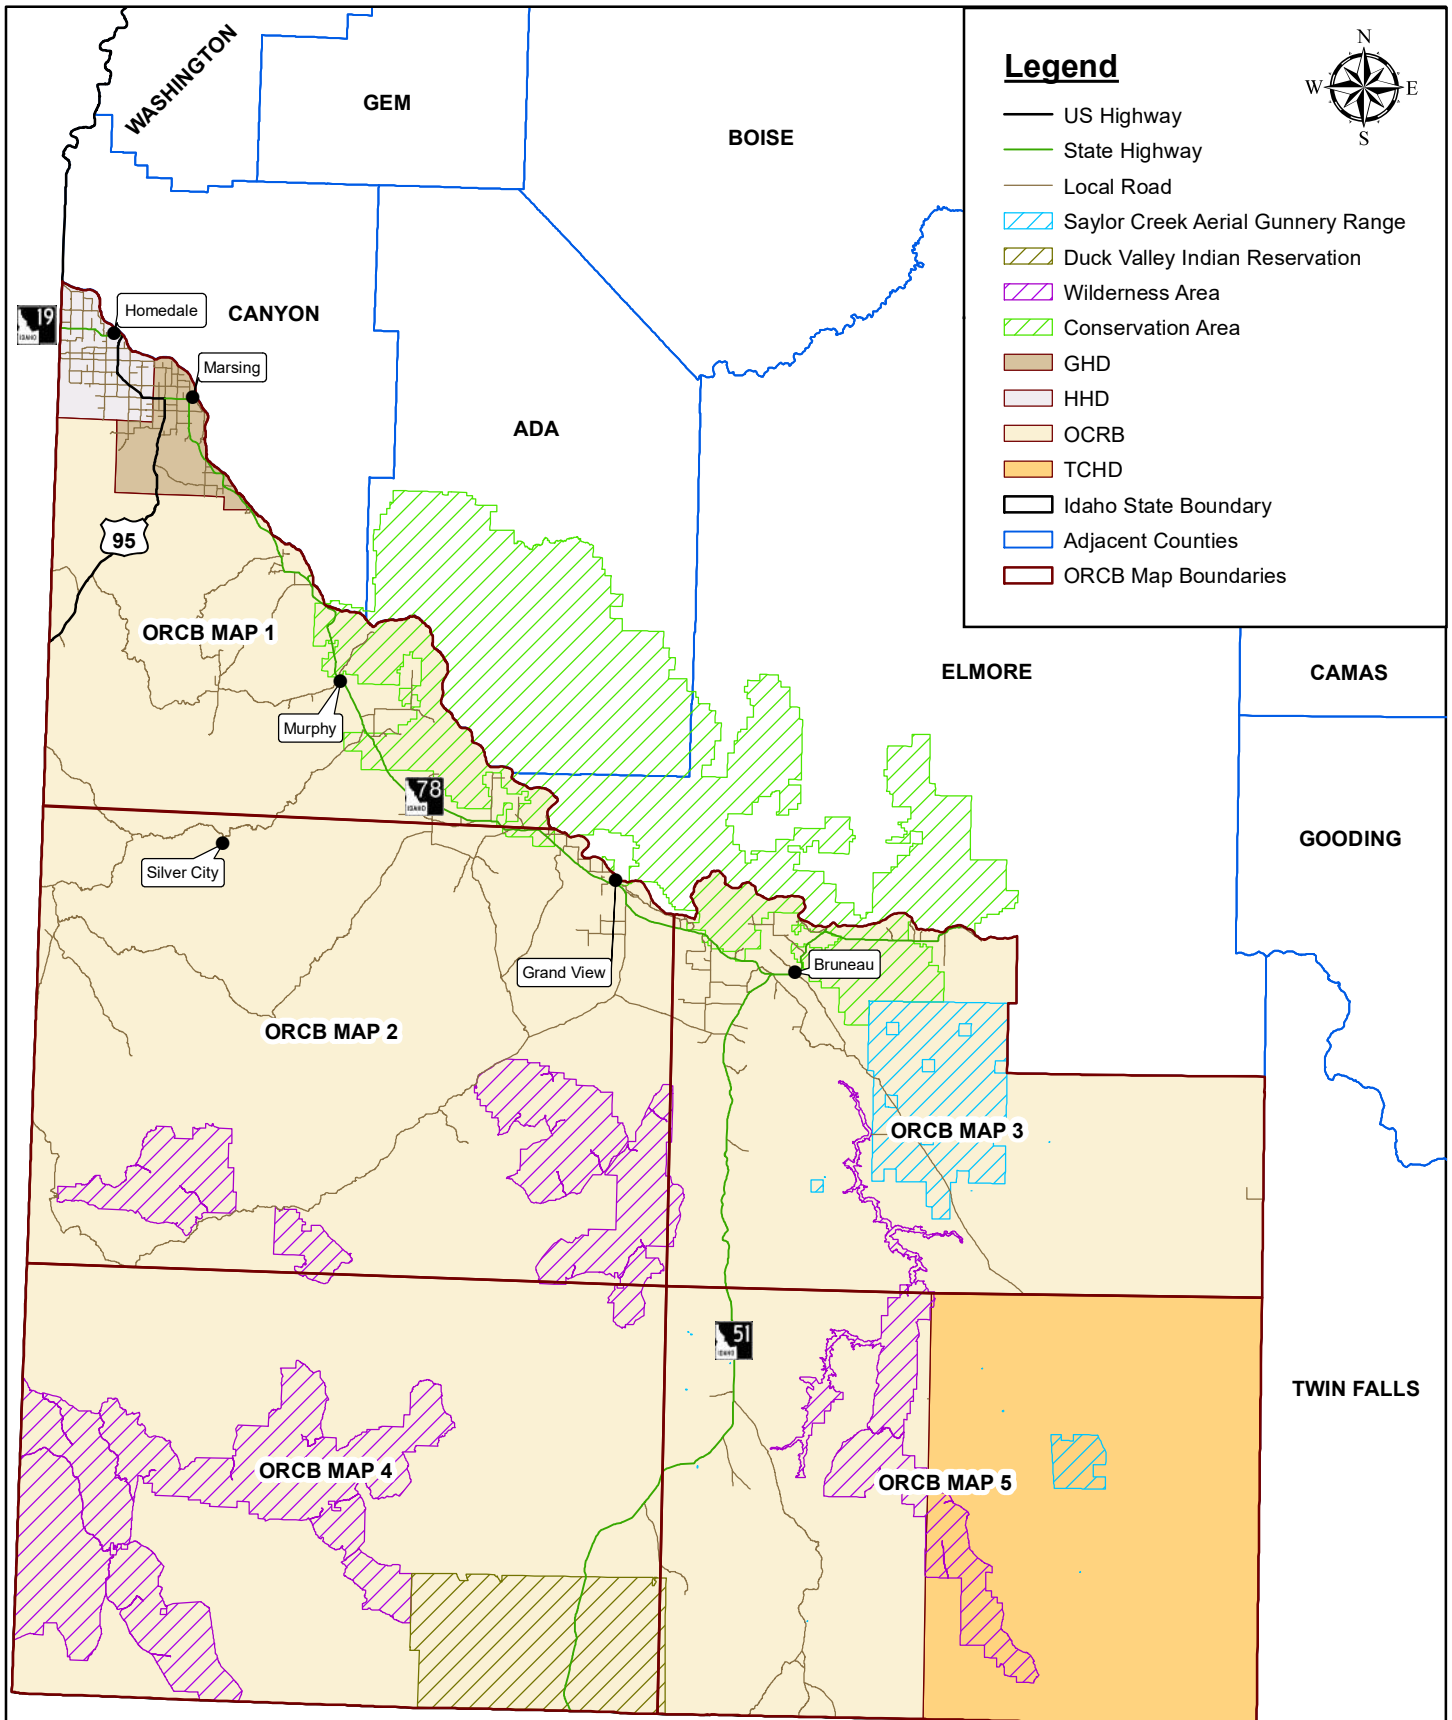 WASHINGTON
GEM
BOISE
Legend
N
W
E
S
US Highway
State Highway
Local Road
Saylor Creek Aerial Gunnery Range
Duck Valley Indian Reservation
Wilderness Area
Conservation Area
GHD
HHD
OCRB
TCHD
Idaho State Boundary
Adjacent Counties
ORCB Map Boundaries
19
IDAHO
Homedale
CANYON
Marsing
ADA
95
ORCB MAP 1
ELMORE
CAMAS
Murphy
78
IDAHO
GOODING
Silver City
Grand View
Bruneau
ORCB MAP 2
ORCB MAP 3
51
IDAHO
TWIN FALLS
ORCB MAP 4
ORCB MAP 5